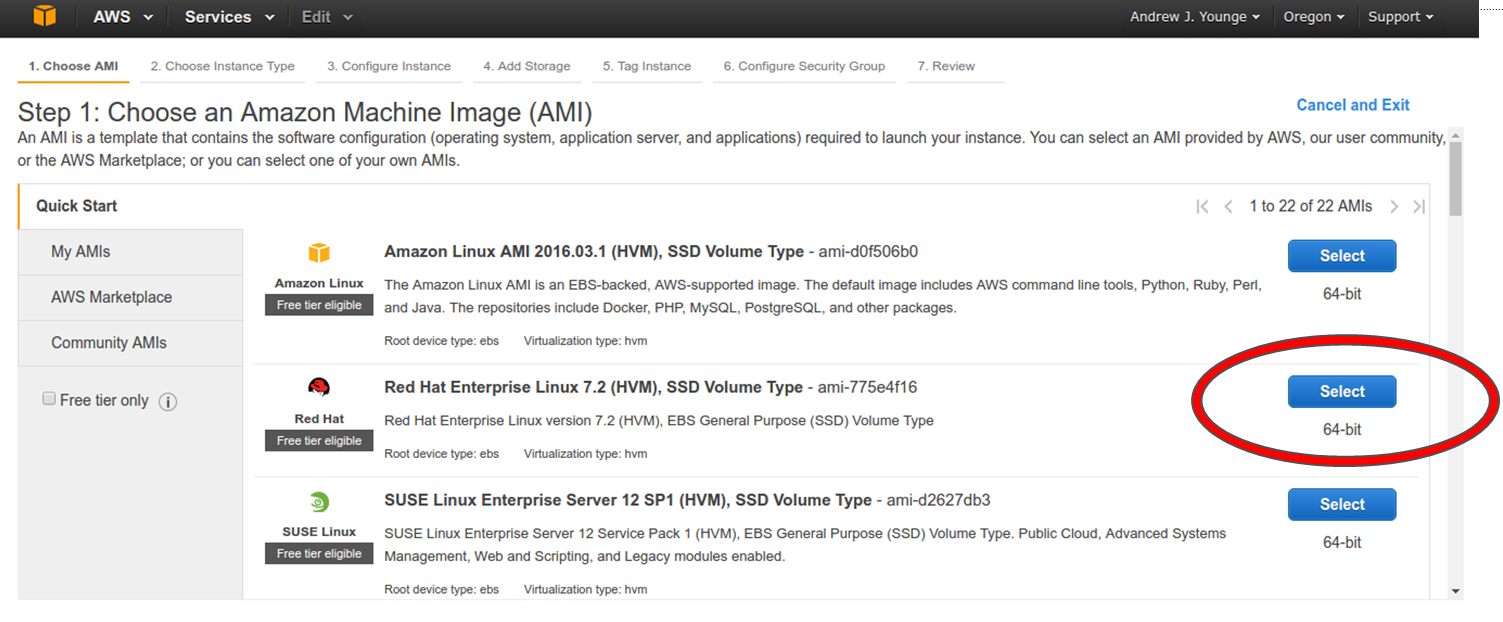 AWS Services Edit Andrew J. Younge Oregon Support
1. Choose AMI 2. Choose Instance Type 3. Configure Instance 4. Add Storage 5. Tag Instance 6. Configure Security Group 7. Review
Step 1: Choose an Amazon Machine Image (AMI)
Cancel and Exit
An AMI is a template that contains the software configuration (operating system, application server, and applications) required to launch your instance. You can select an AMI provided by AWS, our user community,
or the AWS Marketplace; or you can select one of your own AMIs.
Quick Start
1 to 22 of 22 AMIs
My AMIs
AWS Marketplace
Community AMIs
Free tier only
Amazon Linux
Free tier eligible
Amazon Linux AMI 2016.03.1 (HVM), SSD Volume Type - ami-d0f506b0
The Amazon Linux AMI is an EBS-backed, AWS-supported image. The default image includes AWS command line tools, Python, Ruby, Perl,
and Java. The repositories include Docker, PHP, MySQL, PostgreSQL, and other packages.
Root device type: ebs Virtualization type: hvm
Select
64-bit
Red Hat
Free tier eligible
Red Hat Enterprise Linux 7.2 (HVM), SSD Volume Type - ami-775e4f16
Red Hat Enterprise Linux version 7.2 (HVM), EBS General Purpose (SSD) Volume Type
Root device type: ebs Virtualization type: hvm
Select
64-bit
SUSE Linux
Free tier eligible
SUSE Linux Enterprise Server 12 SP1 (HVM), SSD Volume Type - ami-d2627db3
SUSE Linux Enterprise Server 12 Service Pack 1 (HVM), EBS General Purpose (SSD) Volume Type. Public Cloud, Advanced Systems
Management, Web and Scripting, and Legacy modules enabled.
Root device type: ebs Virtualization type: hvm
Select
64-bit